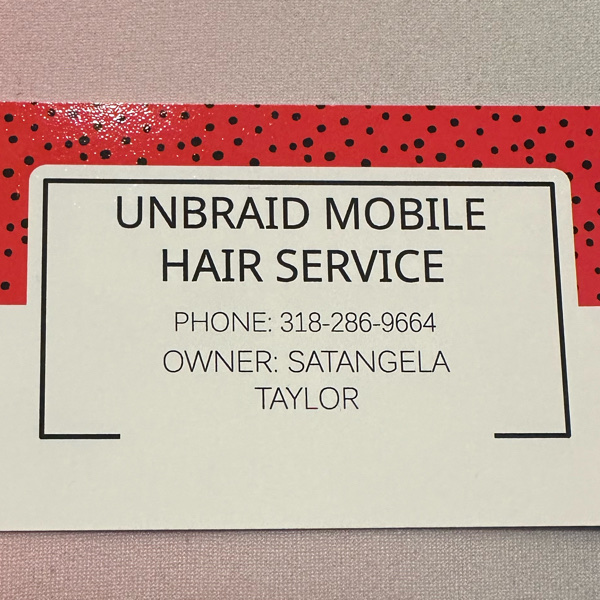 UNBRAID MOBILE
HAIR SERVICE
PHONE: 318-286-9664
OWNER: SATANGELA
TAYLOR